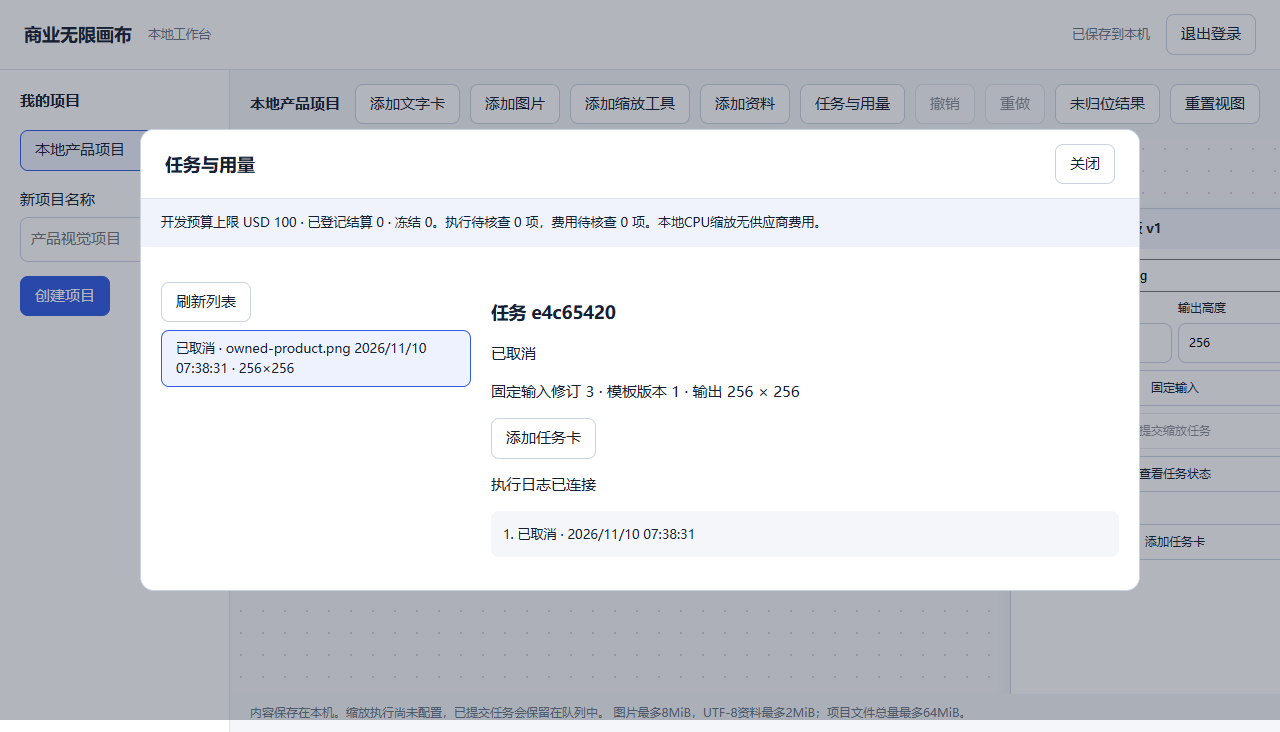 商业无限画布 本地工作台 已保存到本机 退出登录
我的项目
本地产品项目 添加文字卡 添加图片 添加缩放工具 添加资料 任务与用量 撤销 重做 未归位结果 重置视图
本地产品项目
新项目名称
产品视觉项目
创建项目
任务与用量 关闭
开发预算上限 USD 100 · 已登记结算 0 · 冻结 0。执行待核查 0 项，费用待核查 0 项。本地CPU缩放无供应商费用。
刷新列表
已取消 · owned-product.png 2026/11/10
07:38:31 · 256×256
任务 e4c65420
已取消
固定输入修订 3 · 模板版本 1 · 输出 256 × 256
添加任务卡
执行日志已连接
1. 已取消 · 2026/11/10 07:38:31
v1
输出高度
256
固定输入
提交缩放任务
查看任务状态
添加任务卡
内容保存在本机。缩放执行尚未配置，已提交任务会保留在队列中。 图片最多8MiB，UTF-8资料最多2MiB；项目文件总量最多64MiB。